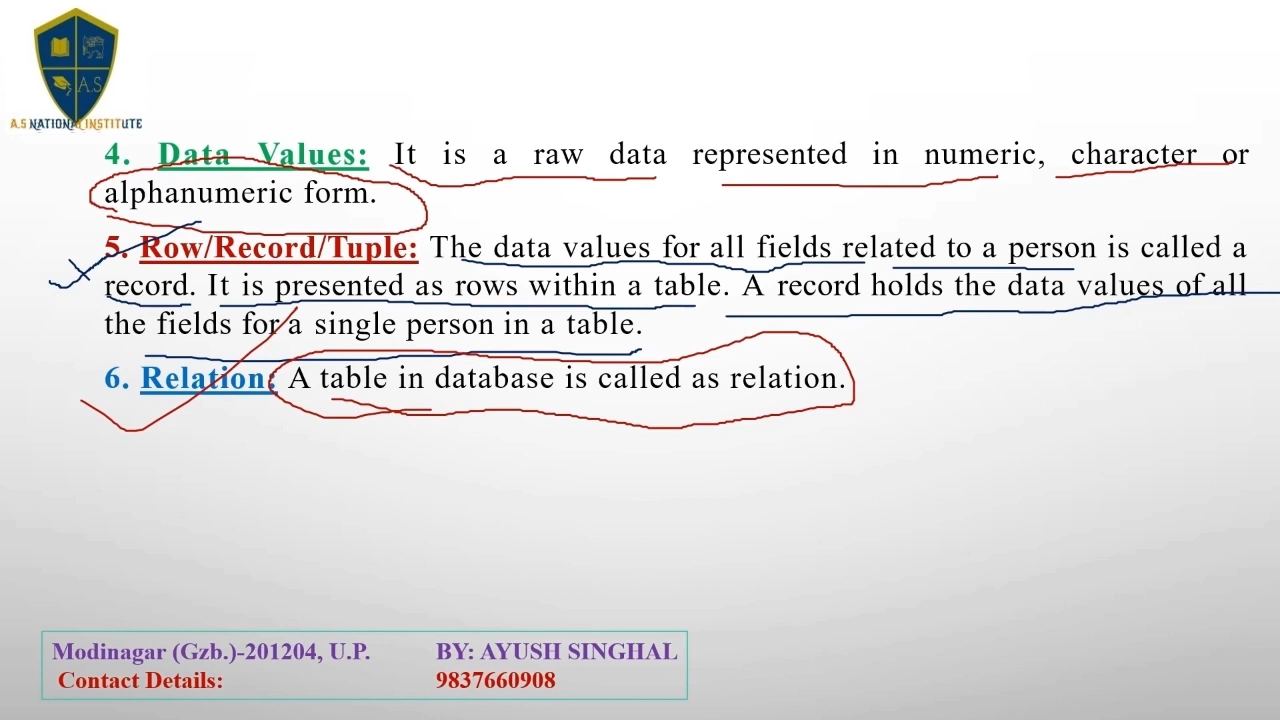 A.S
A.S NATIONAL INSTITUTE
4. Data Values: It is a raw data represented in numeric, character or
alphanumeric form.
5. Row/Record/Tuple: The data values for all fields related to a person is called a
record. It is presented as rows within a table. A record holds the data values of all
the fields for a single person in a table.
6. Relation: A table in database is called as relation.
Modinagar (Gzb.)-201204, U.P. BY: AYUSH SINGHAL
Contact Details: 9837660908